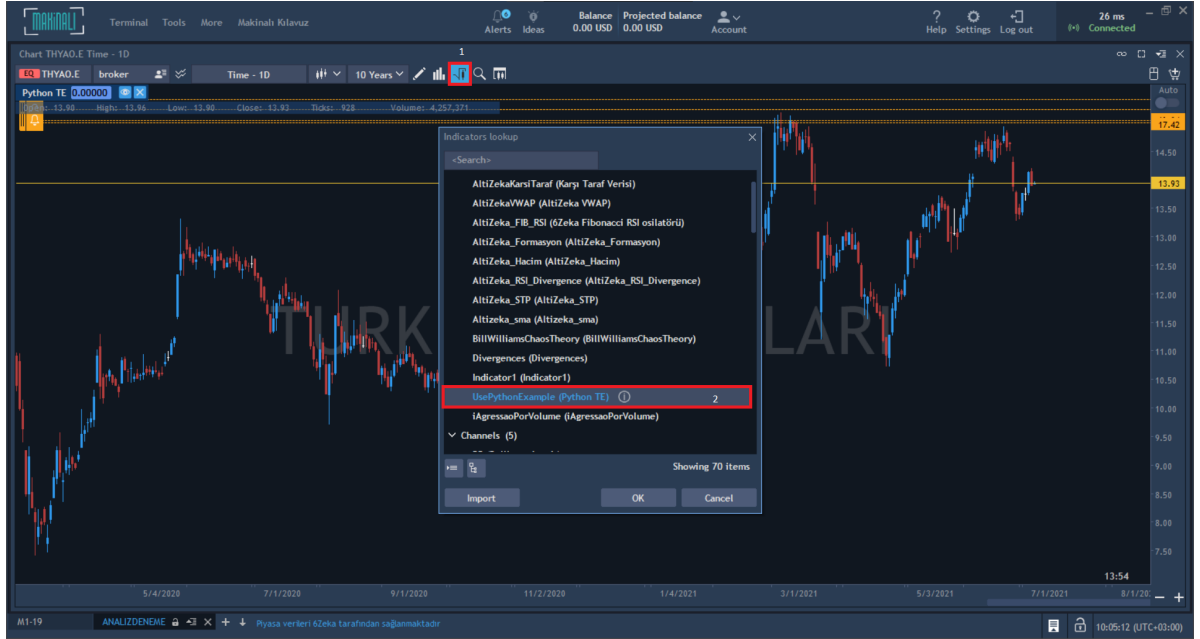 MAKINALI
Terminal Tools More Makinalı Kılavuz
Alerts Ideas
Balance 0.00 USD
Projected balance 0.00 USD
Account
Help Settings Log out
26 ms
Connected
Chart THYAO.E Time - 1D
1
EQ THYAO.E broker Time - 1D 10 Years
Python TE 0.00000
Auto
Open: 13.90 High: 13.96 Low: 13.90 Close: 13.93 Ticks: 928 Volume: 4,257,371
17.42
14.50
13.93
13.50
13.00
12.50
12.00
11.50
11.00
10.50
10.00
9.50
9.00
8.50
8.00
7.50
Indicators lookup
<Search>
AltiZekaKarsiTaraf (Karşı Taraf Verisi)
AltiZekaVWAP (AltiZeka VWAP)
AltiZeka_FIB_RSI (6Zeka Fibonacci RSI osilatörü)
AltiZeka_Formasyon (AltiZeka_Formasyon)
AltiZeka_Hacim (AltiZeka_Hacim)
AltiZeka_RSI_Divergence (AltiZeka_RSI_Divergence)
AltiZeka_STP (AltiZeka_STP)
Altizeka_sma (Altizeka_sma)
BillWilliamsChaosTheory (BillWilliamsChaosTheory)
Divergences (Divergences)
Indicator1 (Indicator1)
UsePythonExample (Python TE) 2
iAgressaoPorVolume (iAgressaoPorVolume)
Channels (5)
Showing 70 items
Import OK Cancel
TURK LARI
13:54
5/4/2020 7/1/2020 9/1/2020 11/2/2020 1/4/2021 3/1/2021 5/3/2021 7/1/2021 8/1/202
M1-19 ANALIZDENEME Piyasa verileri 6Zeka tarafından sağlanmaktadır
10:05:12 (UTC+03:00)